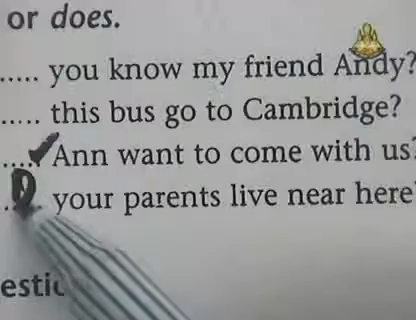 or does.
..... you know my friend Andy?
..... this bus go to Cambridge?
.... Ann want to come with us?
. D your parents live near here
estic